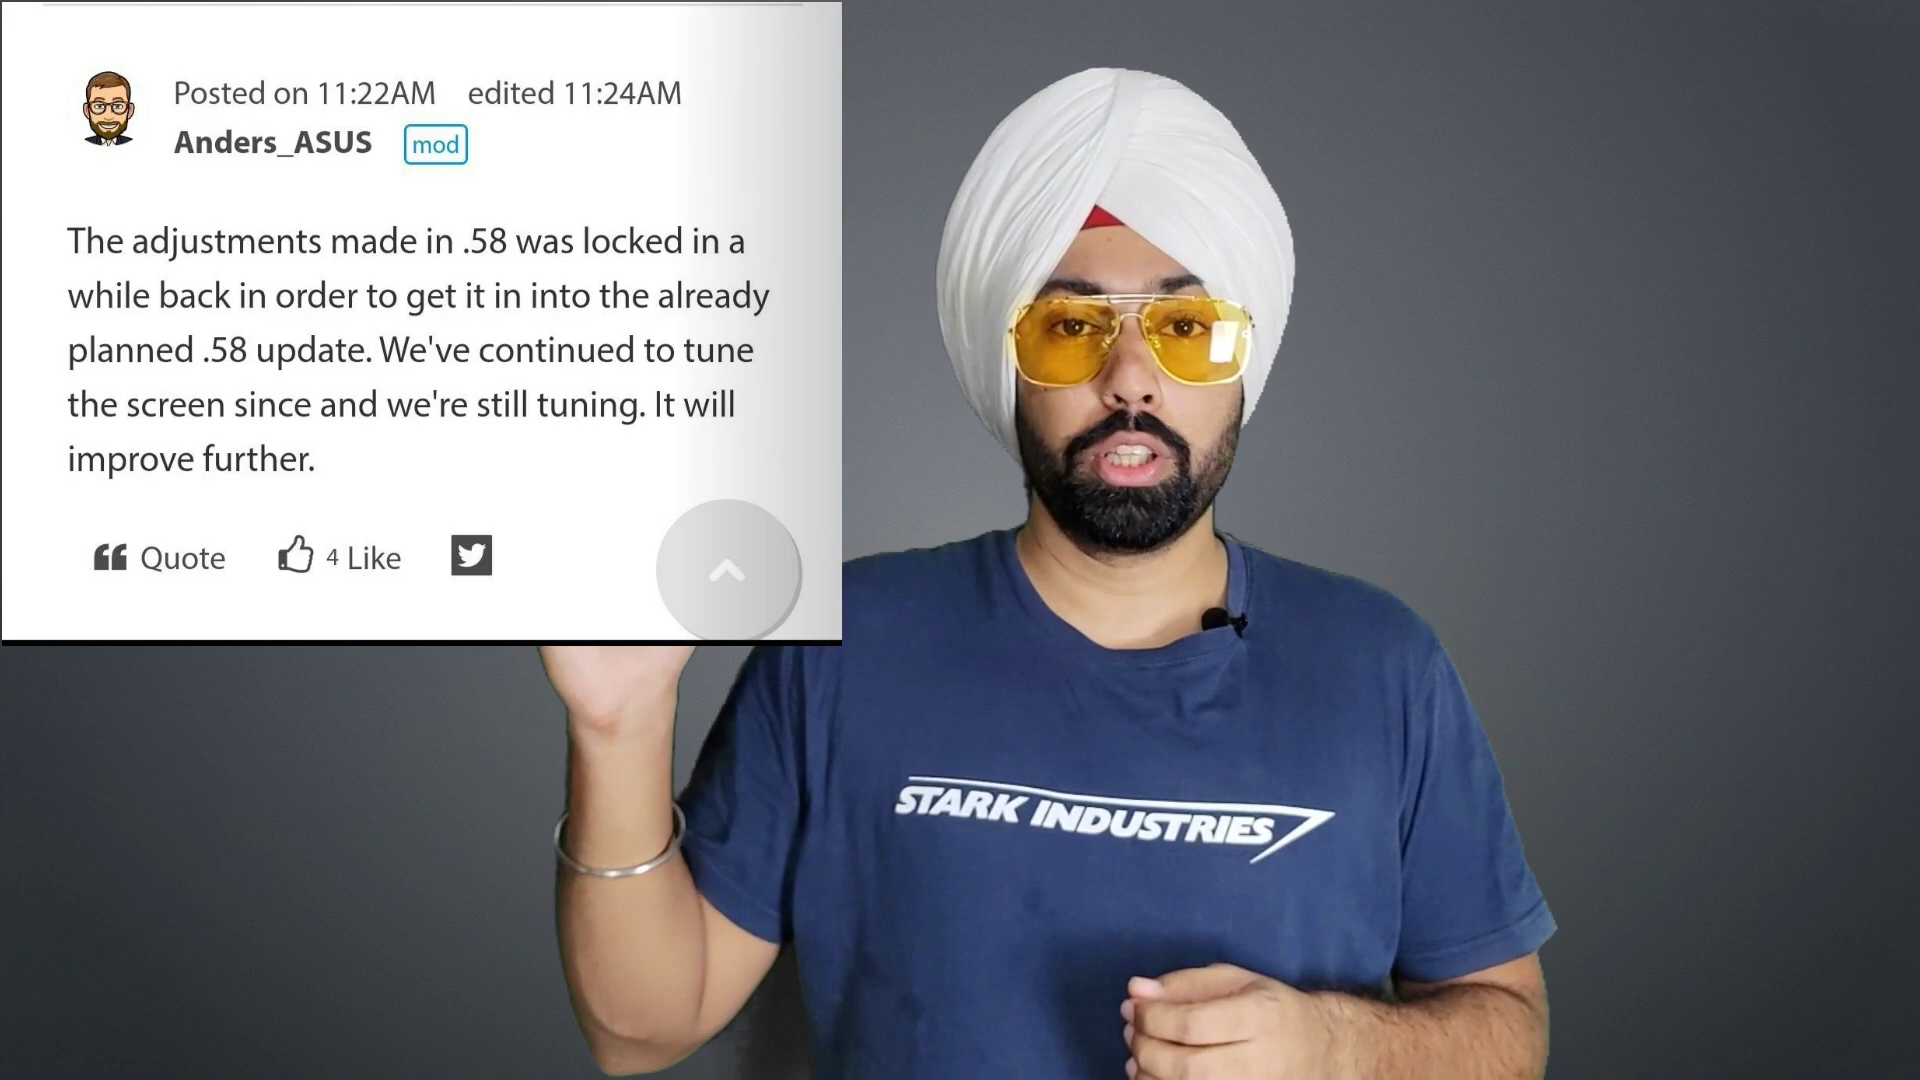 Posted on 11:22AM edited 11:24AM
Anders_ASUS mod
The adjustments made in .58 was locked in a
while back in order to get it in into the already
planned .58 update. We've continued to tune
the screen since and we're still tuning. It will
improve further.
Quote 4 Like
STARK INDUSTRIES